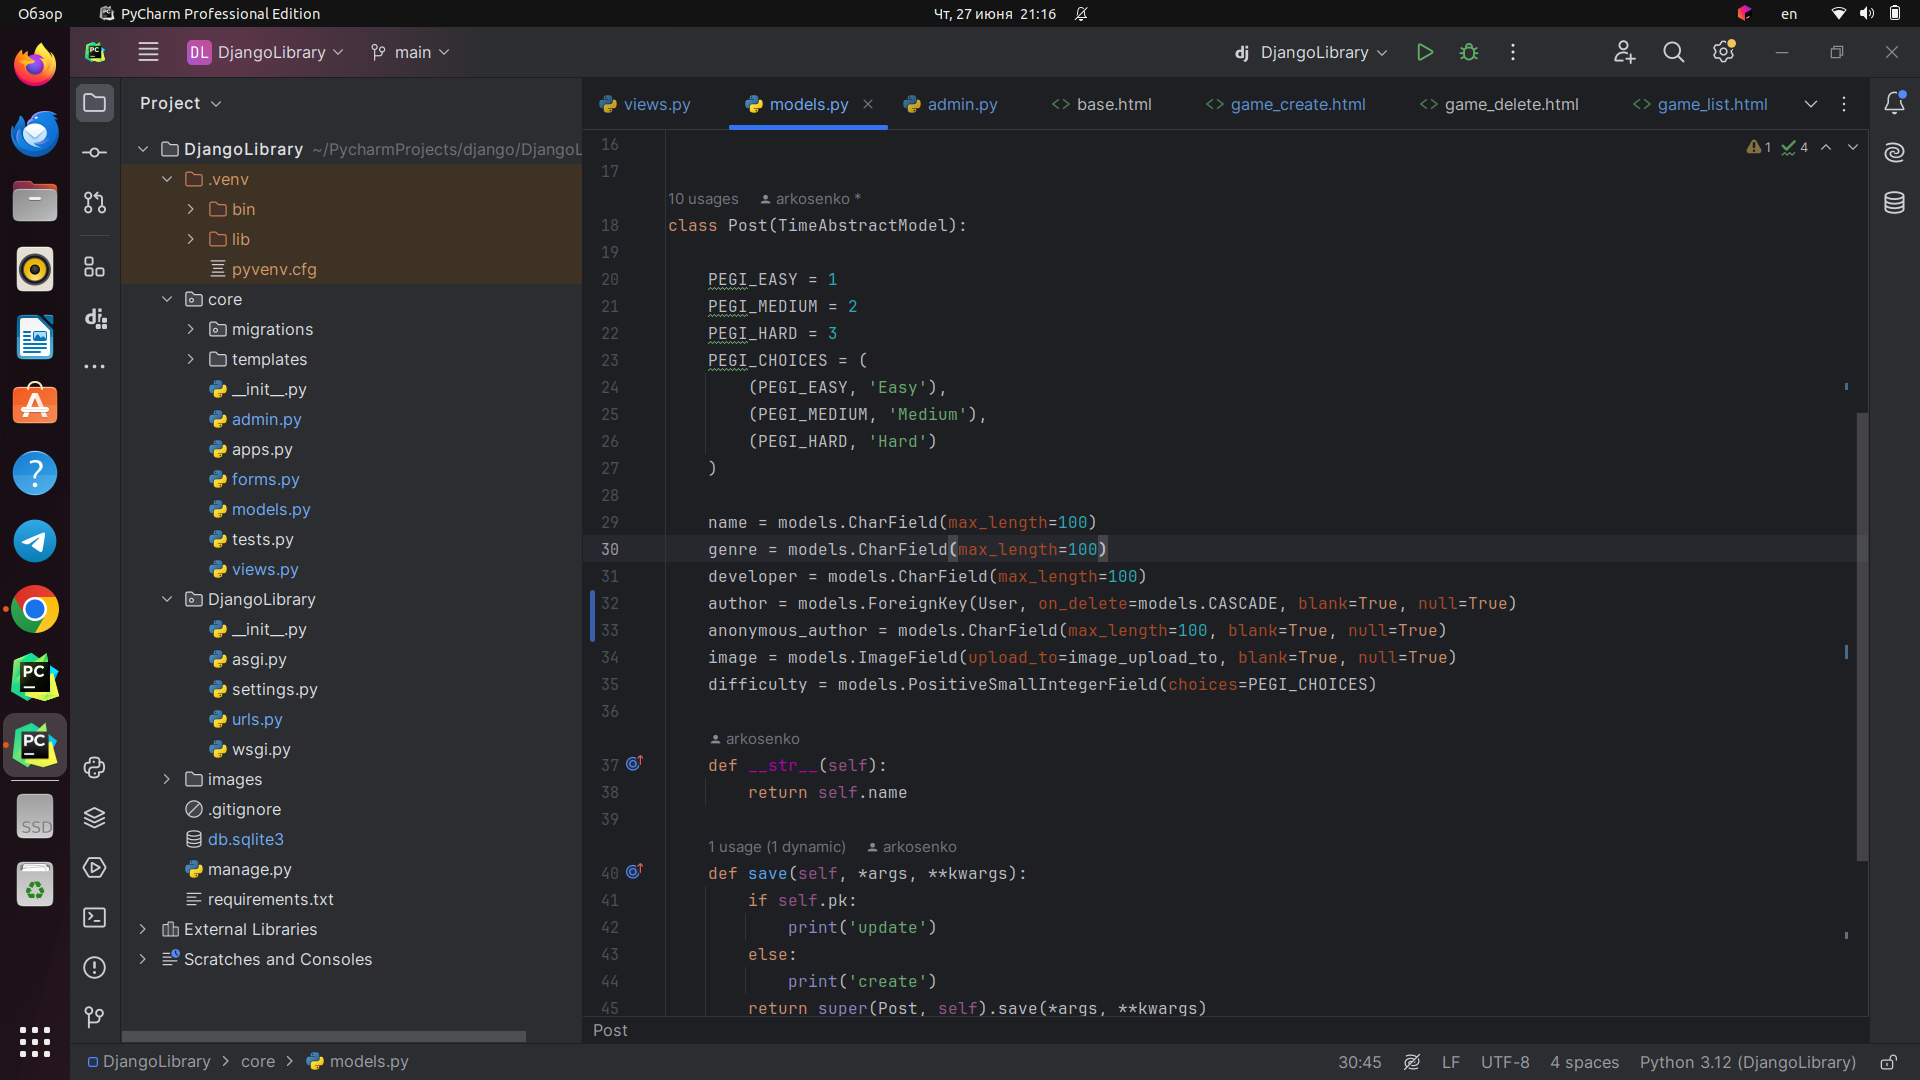 Обзор PyCharm Professional Edition Чт, 27 июня 21:16 en
DL DjangoLibrary main dj DjangoLibrary
Project
DjangoLibrary ~/PycharmProjects/django/DjangoL
.venv
bin
lib
pyvenv.cfg
core
migrations
templates
__init__.py
admin.py
apps.py
forms.py
models.py
tests.py
views.py
DjangoLibrary
__init__.py
asgi.py
settings.py
urls.py
wsgi.py
images
.gitignore
db.sqlite3
manage.py
requirements.txt
External Libraries
Scratches and Consoles
PC
PC
SSD
views.py models.py admin.py <> base.html <> game_create.html <> game_delete.html <> game_list.html
1 4
16
17
10 usages arkosenko *
18 class Post(TimeAbstractModel):
19
20 PEGI_EASY = 1
21 PEGI_MEDIUM = 2
22 PEGI_HARD = 3
23 PEGI_CHOICES = (
24 (PEGI_EASY, 'Easy'),
25 (PEGI_MEDIUM, 'Medium'),
26 (PEGI_HARD, 'Hard')
27 )
28
29 name = models.CharField(max_length=100)
30 genre = models.CharField(max_length=100)
31 developer = models.CharField(max_length=100)
32 author = models.ForeignKey(User, on_delete=models.CASCADE, blank=True, null=True)
33 anonymous_author = models.CharField(max_length=100, blank=True, null=True)
34 image = models.ImageField(upload_to=image_upload_to, blank=True, null=True)
35 difficulty = models.PositiveSmallIntegerField(choices=PEGI_CHOICES)
36
arkosenko
37 def __str__(self):
38 return self.name
39
1 usage (1 dynamic) arkosenko
40 def save(self, *args, **kwargs):
41 if self.pk:
42 print('update')
43 else:
44 print('create')
45 return super(Post, self).save(*args, **kwargs)
Post
DjangoLibrary > core > models.py 30:45 LF UTF-8 4 spaces Python 3.12 (DjangoLibrary)